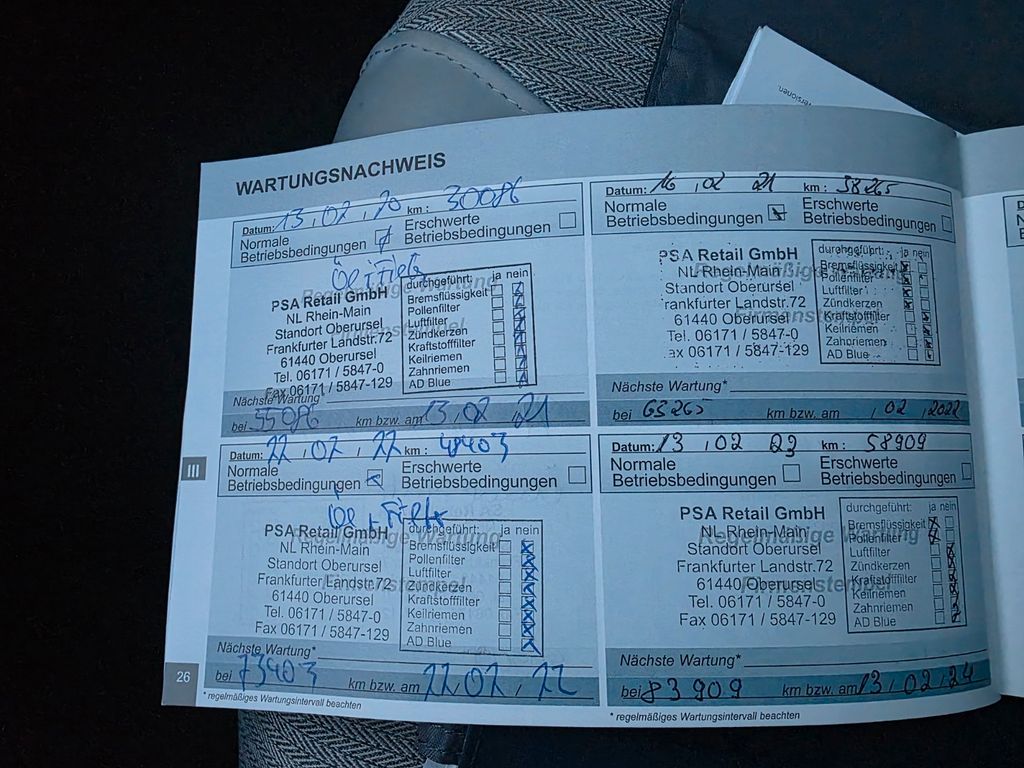 Versionen.
WARTUNGSNACHWEIS
Datum: 13.02.20 km: 30086
Normale Betriebsbedingungen
Erschwerte Betriebsbedingungen
PSA Retail GmbH
NL Rhein-Main
Standort Oberursel
Frankfurter Landstr.72
61440 Oberursel
Tel. 06171 / 5847-0
Fax 06171 / 5847-129
durchgeführt: ja nein
Bremsflüssigkeit
Pollenfilter
Luftfilter
Zündkerzen
Kraftstofffilter
Keilriemen
Zahnriemen
AD Blue
Nächste Wartung
bei 55086 km bzw. am 13.02.21
Datum: 16.02 21 km: 38265
Normale Betriebsbedingungen
Erschwerte Betriebsbedingungen
PSA Retail GmbH
NL Rhein-Main
Standort Oberursel
rankfurter Landstr.72
61440 Oberursel
Tel. 06171 / 5847-0
ax 06171 / 5847-129
durchgeführt: ja nein
Bremsflüssigkeit
Pollenfilter
Luftfilter
Zündkerzen
Kraftstofffilter
Keilriemen
Zahnriemen
AD Blue
Nächste Wartung*
bei 63265 km bzw. am / 02 . 2022
Datum: 22.02.22 km: 48403
Normale Betriebsbedingungen
Erschwerte Betriebsbedingungen
PSA Retail GmbH
NL Rhein-Main
Standort Oberursel
Frankfurter Landstr.72
61440 Oberursel
Tel. 06171 / 5847-0
Fax 06171 / 5847-129
durchgeführt: ja nein
Bremsflüssigkeit
Pollenfilter
Luftfilter
Zündkerzen
Kraftstofffilter
Keilriemen
Zahnriemen
AD Blue
Nächste Wartung*
bei 73403 km bzw. am 22.02.22
Datum: 13.02 23 km: 58909
Normale Betriebsbedingungen
Erschwerte Betriebsbedingungen
PSA Retail GmbH
NL Rhein-Main
Standort Oberursel
Frankfurter Landstr.72
61440 Oberursel
Tel. 06171 / 5847-0
Fax 06171 / 5847-129
durchgeführt: ja nein
Bremsflüssigkeit
Pollenfilter
Luftfilter
Zündkerzen
Kraftstofffilter
Keilriemen
Zahnriemen
AD Blue
Nächste Wartung*
bei 83909 km bzw. am 13.02.24
III
26
* regelmäßiges Wartungsintervall beachten
* regelmäßiges Wartungsintervall beachten